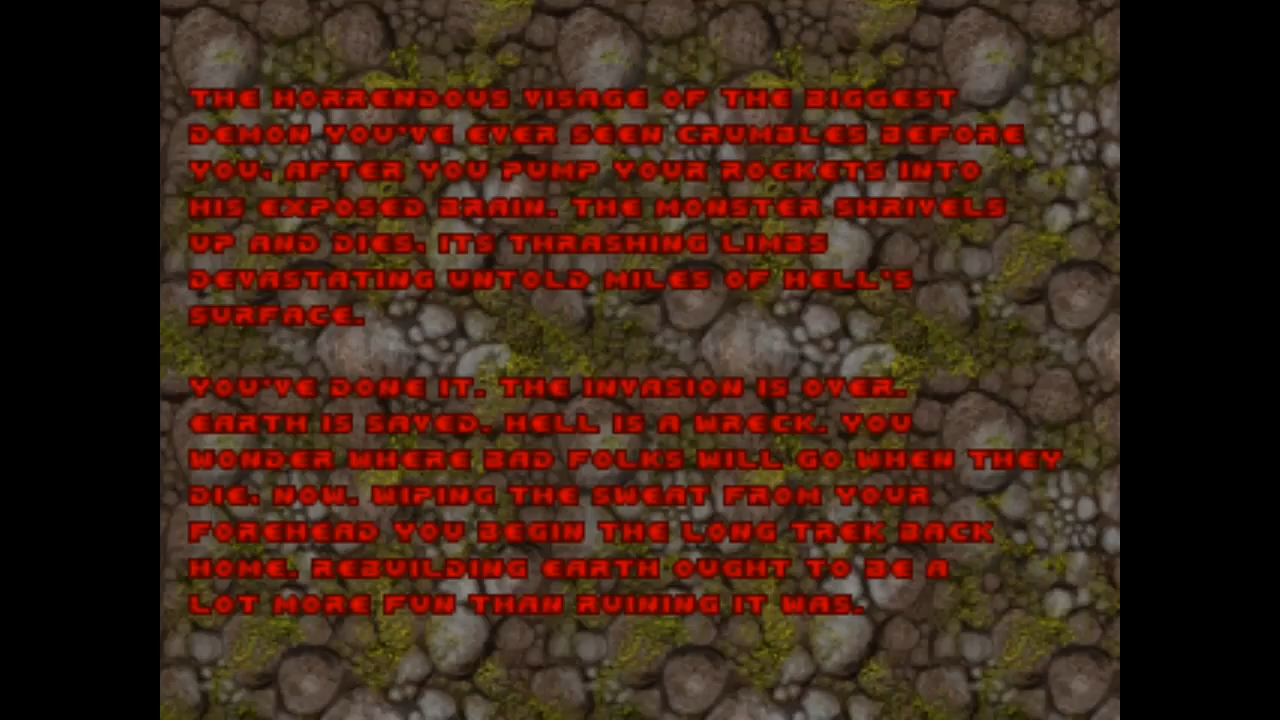 THE HORRENDOUS VISAGE OF THE BIGGEST
DEMON YOU'VE EVER SEEN CRUMBLES BEFORE
YOU, AFTER YOU PUMP YOUR ROCKETS INTO
HIS EXPOSED BRAIN. THE MONSTER SHRIVELS
UP AND DIES, ITS THRASHING LIMBS
DEVASTATING UNTOLD MILES OF HELL'S
SURFACE.
YOU'VE DONE IT. THE INVASION IS OVER.
EARTH IS SAVED. HELL IS A WRECK. YOU
WONDER WHERE BAD FOLKS WILL GO WHEN THEY
DIE, NOW. WIPING THE SWEAT FROM YOUR
FOREHEAD YOU BEGIN THE LONG TREK BACK
HOME. REBUILDING EARTH OUGHT TO BE A
LOT MORE FUN THAN RUINING IT WAS.